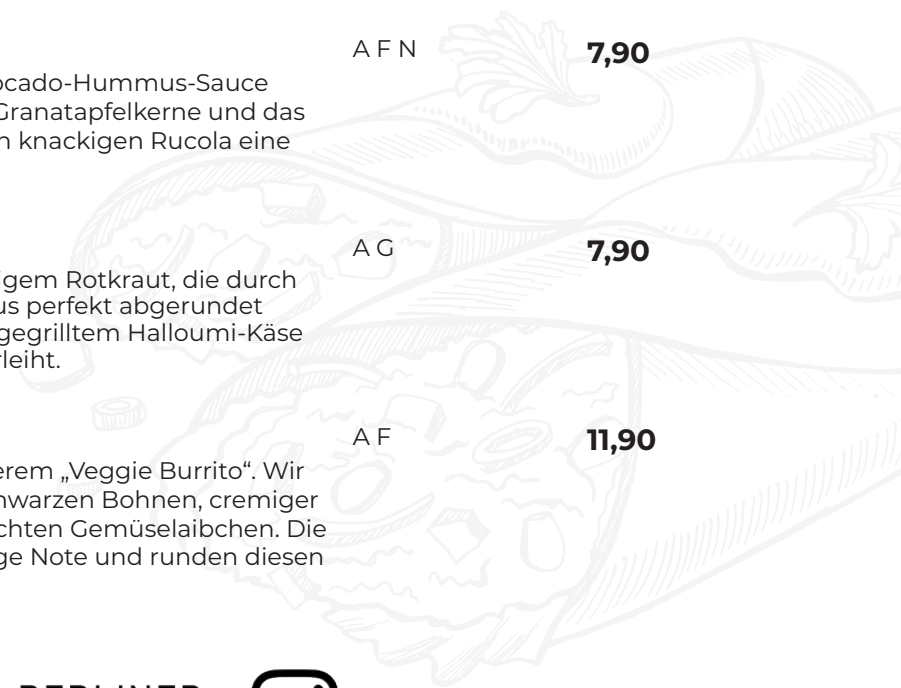 A F N 7,90
ocado-Hummus-Sauce
Granatapfelkerne und das
n knackigen Rucola eine
A G 7,90
igem Rotkraut, die durch
us perfekt abgerundet
gegrilltem Halloumi-Käse
rleiht.
A F 11,90
erem „Veggie Burrito“. Wir
hwarzen Bohnen, cremiger
chten Gemüselaibchen. Die
ge Note und runden diesen
BERLINER